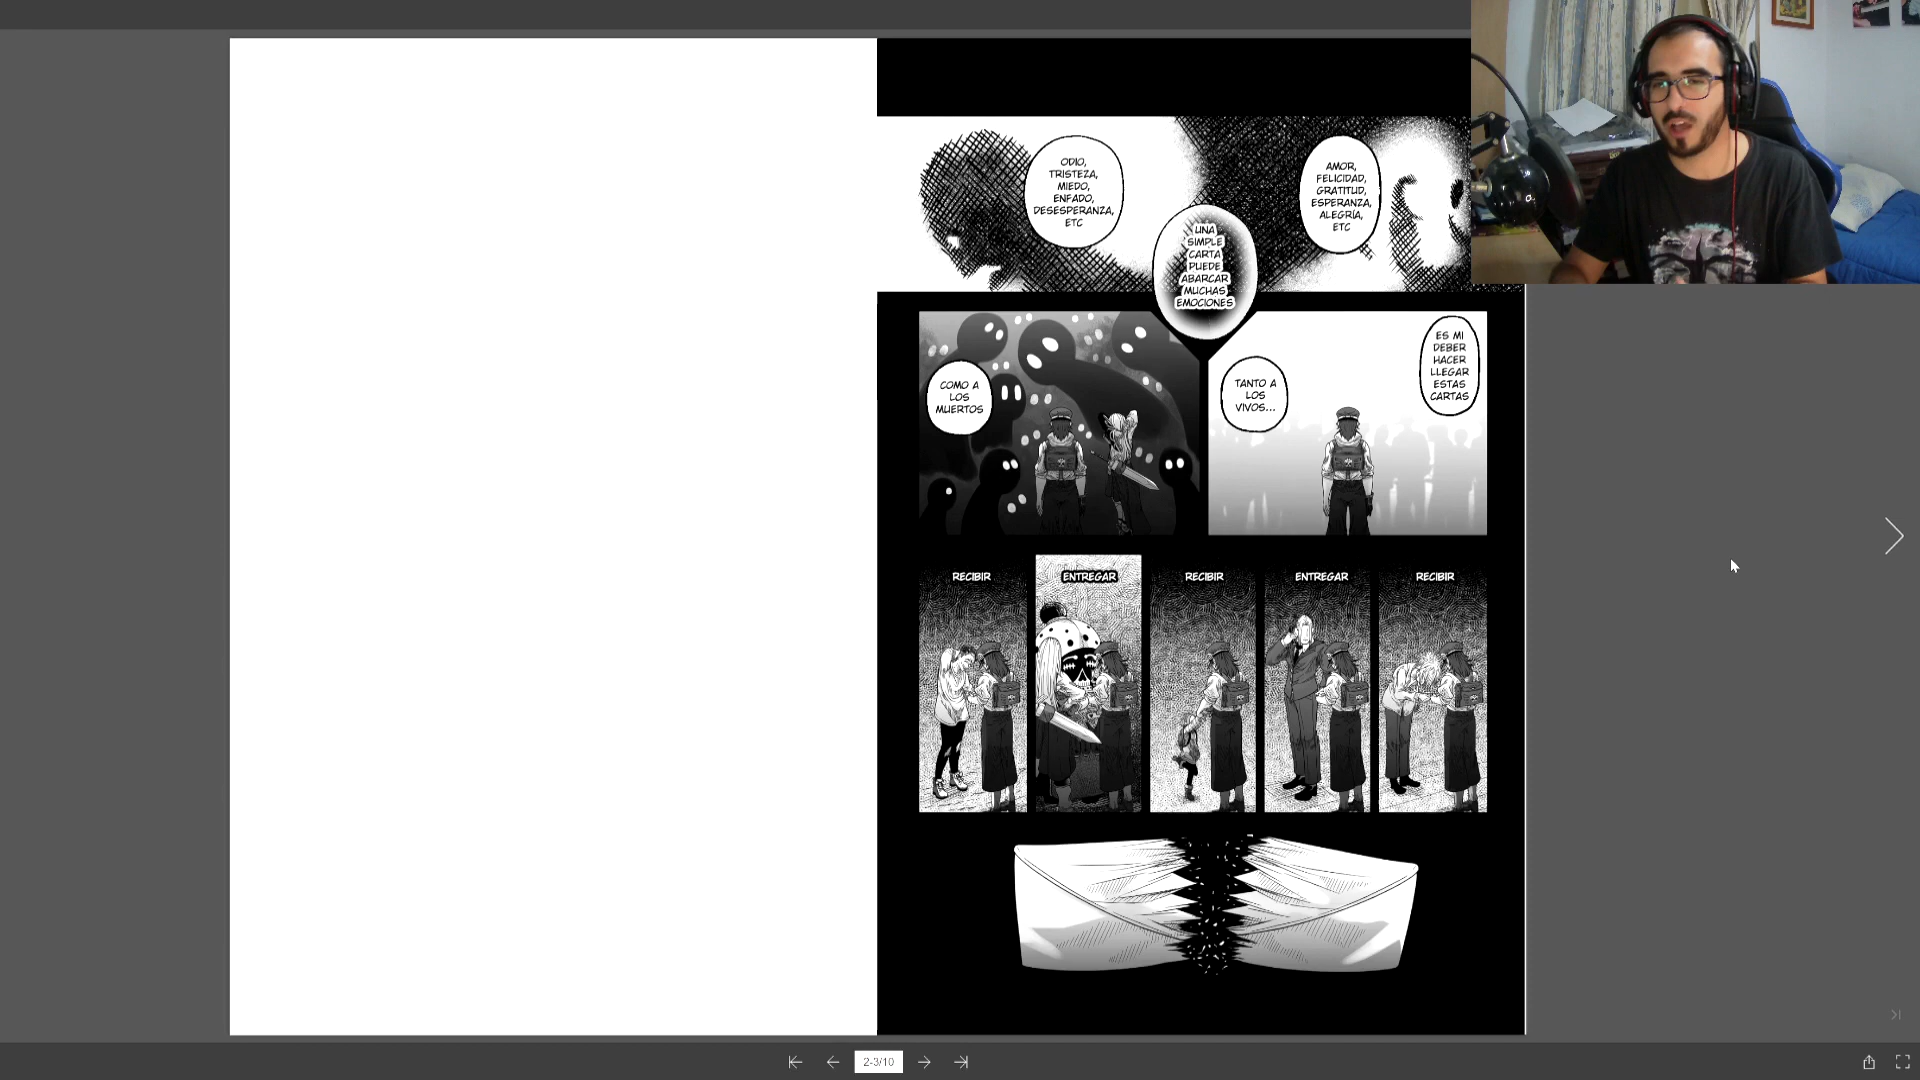 AMOR,
FELICIDAD,
GRATITUD,
ESPERANZA,
ALEGRÍA,
ETC
ODIO,
TRISTEZA,
MIEDO,
ENFADO,
DESESPERANZA,
ETC
UNA
SIMPLE
CARTA
PUEDE
ABARCAR
MUCHAS
EMOCIONES
ES MI
DEBER
HACER
LLEGAR
ESTAS
CARTAS
TANTO A
LOS
VIVOS...
COMO A
LOS
MUERTOS
RECIBIR
ENTREGAR
RECIBIR
ENTREGAR
RECIBIR
2-3/10